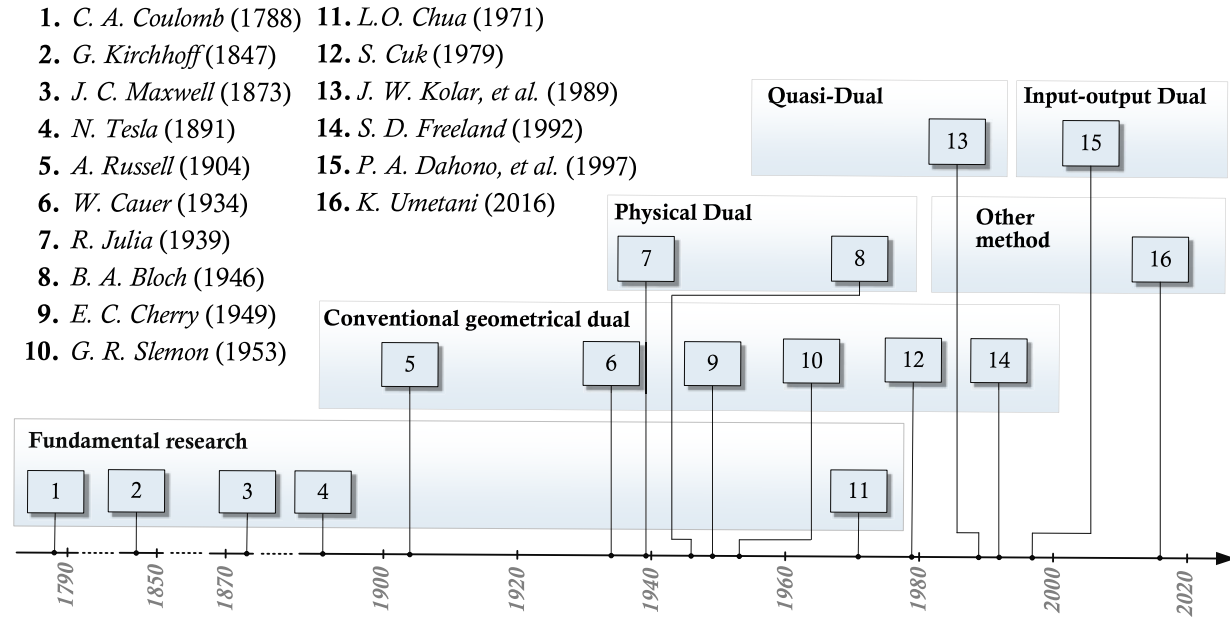 1. C. A. Coulomb (1788)
2. G. Kirchhoff (1847)
3. J. C. Maxwell (1873)
4. N. Tesla (1891)
5. A. Russell (1904)
6. W. Cauer (1934)
7. R. Julia (1939)
8. B. A. Bloch (1946)
9. E. C. Cherry (1949)
10. G. R. Slemon (1953)
11. L.O. Chua (1971)
12. S. Cuk (1979)
13. J. W. Kolar, et al. (1989)
14. S. D. Freeland (1992)
15. P. A. Dahono, et al. (1997)
16. K. Umetani (2016)
Quasi-Dual
13
Input-output Dual
15
Physical Dual
7
8
Other
method
16
Conventional geometrical dual
5
6
9
10
12
14
Fundamental research
1
2
3
4
11
1790
1850
1870
1900
1920
1940
1960
1980
2000
2020